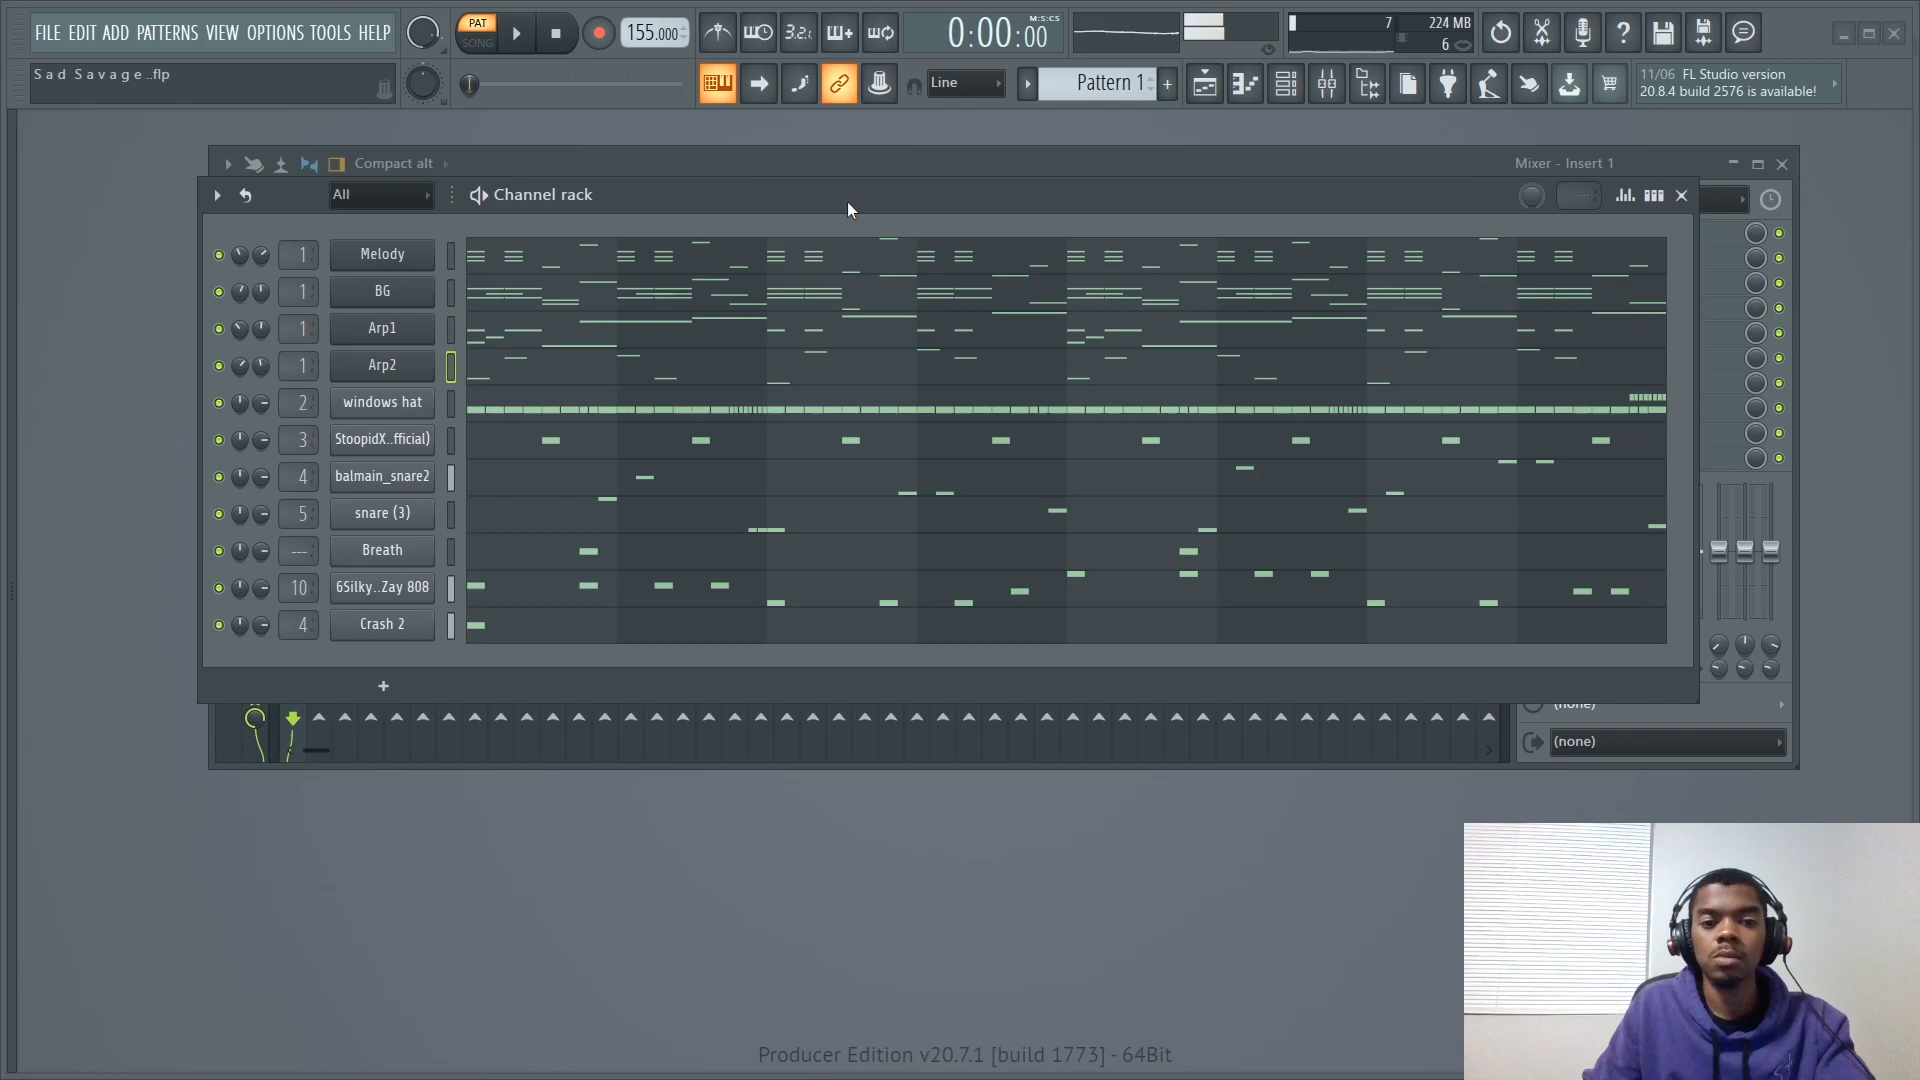 FILE EDIT ADD PATTERNS VIEW OPTIONS TOOLS HELP
PAT
SONG
155.000
3.2.
0:00:00
M:S:CS
7
224 MB
6
Sad Savage..flp
Line
Pattern 1
11/06 FL Studio version
20.8.4 build 2576 is available!
Compact alt
Mixer - Insert 1
All
Channel rack
1 Melody
1 BG
1 Arp1
1 Arp2
2 windows hat
3 StoopidX..fficial)
4 balmain_snare2
5 snare (3)
--- Breath
10 6Silky..Zay 808
4 Crash 2
+
(none)
(none)
Producer Edition v20.7.1 [build 1773] - 64Bit